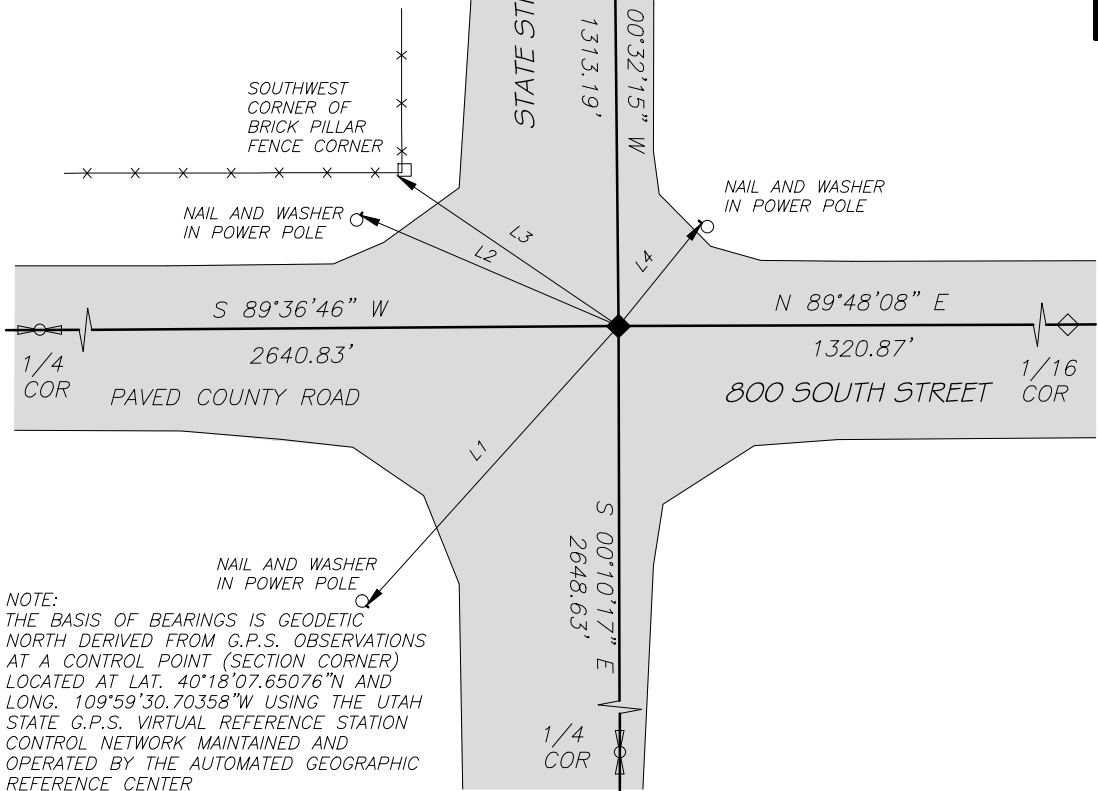 STATE
1313.19'
00°32'15" W
SOUTHWEST
CORNER OF
BRICK PILLAR
FENCE CORNER
NAIL AND WASHER
IN POWER POLE
NAIL AND WASHER
IN POWER POLE
L3
L2
L4
S 89°36'46" W
2640.83'
N 89°48'08" E
1320.87'
1/4
COR
PAVED COUNTY ROAD
800 SOUTH STREET
1/16
COR
L1
S 00°10'17" E
2648.63'
NAIL AND WASHER
IN POWER POLE
NOTE:
THE BASIS OF BEARINGS IS GEODETIC
NORTH DERIVED FROM G.P.S. OBSERVATIONS
AT A CONTROL POINT (SECTION CORNER)
LOCATED AT LAT. 40°18'07.65076"N AND
LONG. 109°59'30.70358"W USING THE UTAH
STATE G.P.S. VIRTUAL REFERENCE STATION
CONTROL NETWORK MAINTAINED AND
OPERATED BY THE AUTOMATED GEOGRAPHIC
REFERENCE CENTER
1/4
COR